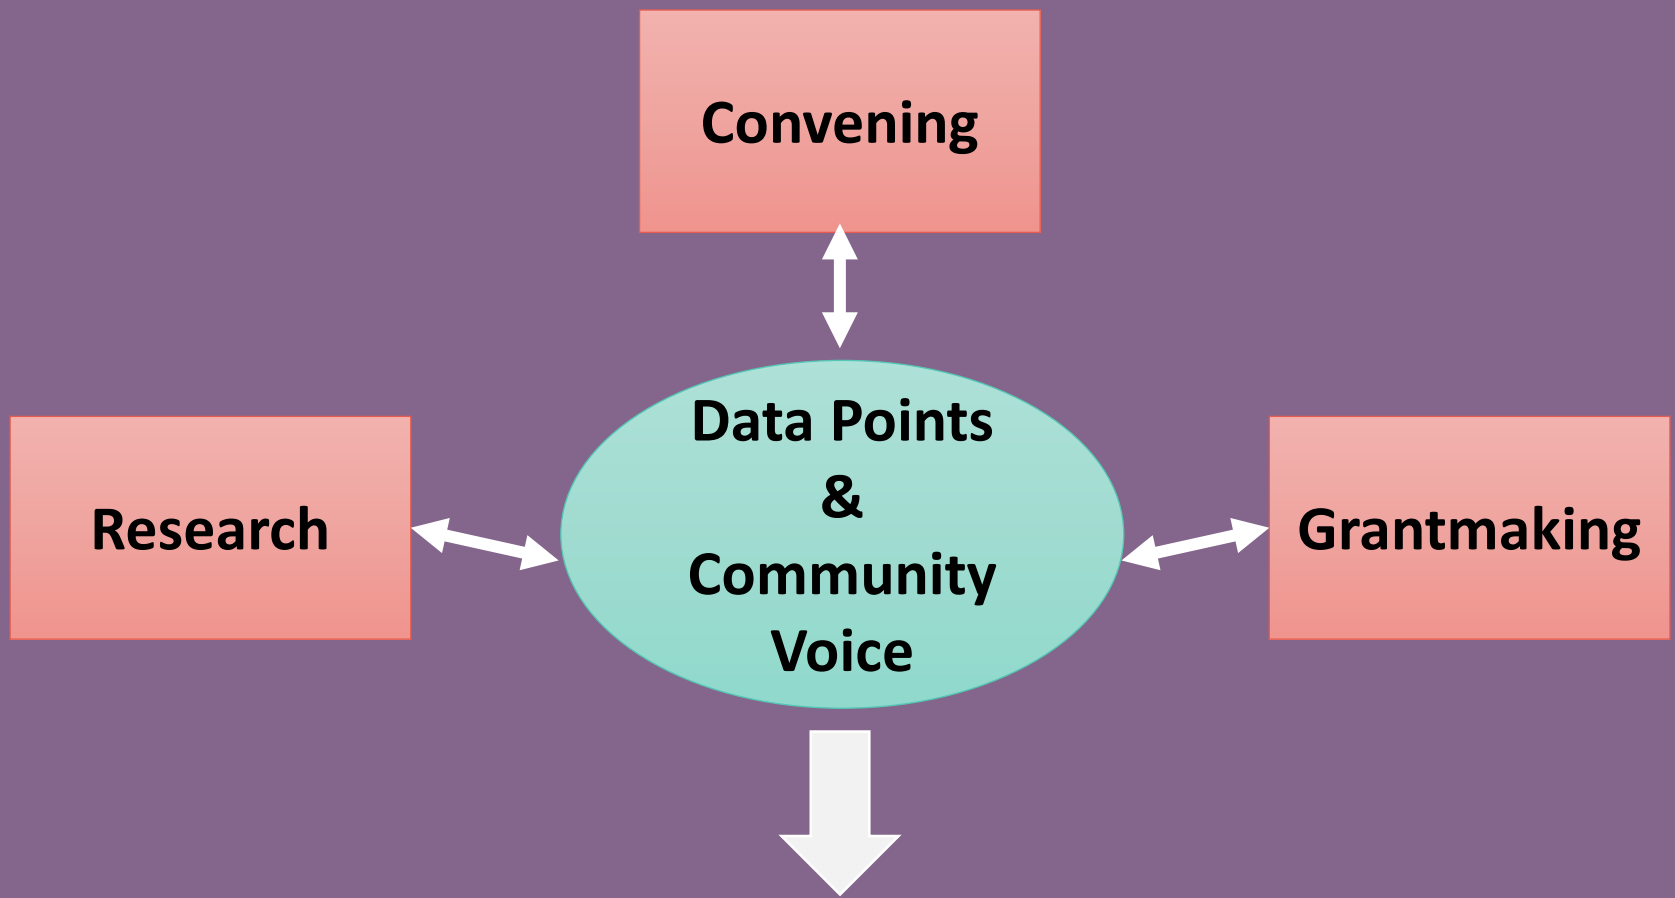 Convening
Data Points
&
Community
Voice
Research
Grantmaking